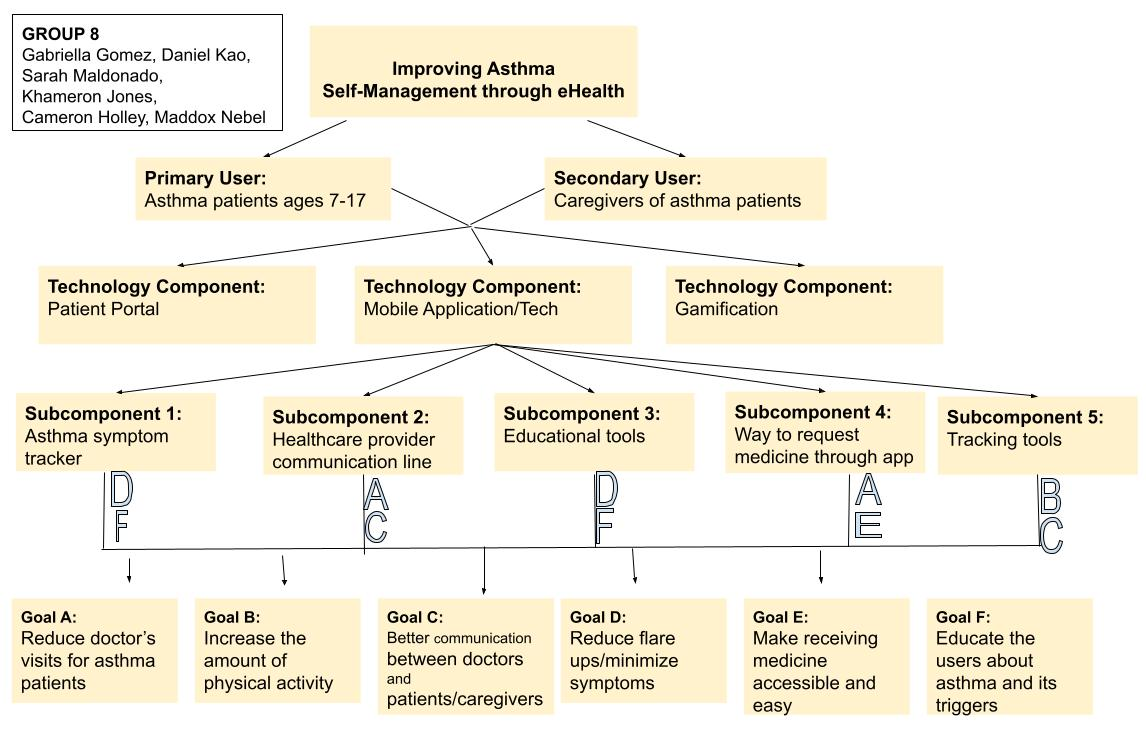 GROUP 8
Gabriella Gomez, Daniel Kao,
Sarah Maldonado,
Khameron Jones,
Cameron Holley, Maddox Nebel
Improving Asthma
Self-Management through eHealth
Primary User:
Asthma patients ages 7-17
Secondary User:
Caregivers of asthma patients
Technology Component:
Patient Portal
Technology Component:
Mobile Application/Tech
Technology Component:
Gamification
Subcomponent 1:
Asthma symptom
tracker
Subcomponent 2:
Healthcare provider
communication line
Subcomponent 3:
Educational tools
Subcomponent 4:
Way to request
medicine through app
Subcomponent 5:
Tracking tools
D
F
A
C
D
F
A
E
B
C
Goal A:
Reduce doctor’s
visits for asthma
patients
Goal B:
Increase the
amount of
physical activity
Goal C:
Better communication
between doctors
and
patients/caregivers
Goal D:
Reduce flare
ups/minimize
symptoms
Goal E:
Make receiving
medicine
accessible and
easy
Goal F:
Educate the
users about
asthma and its
triggers